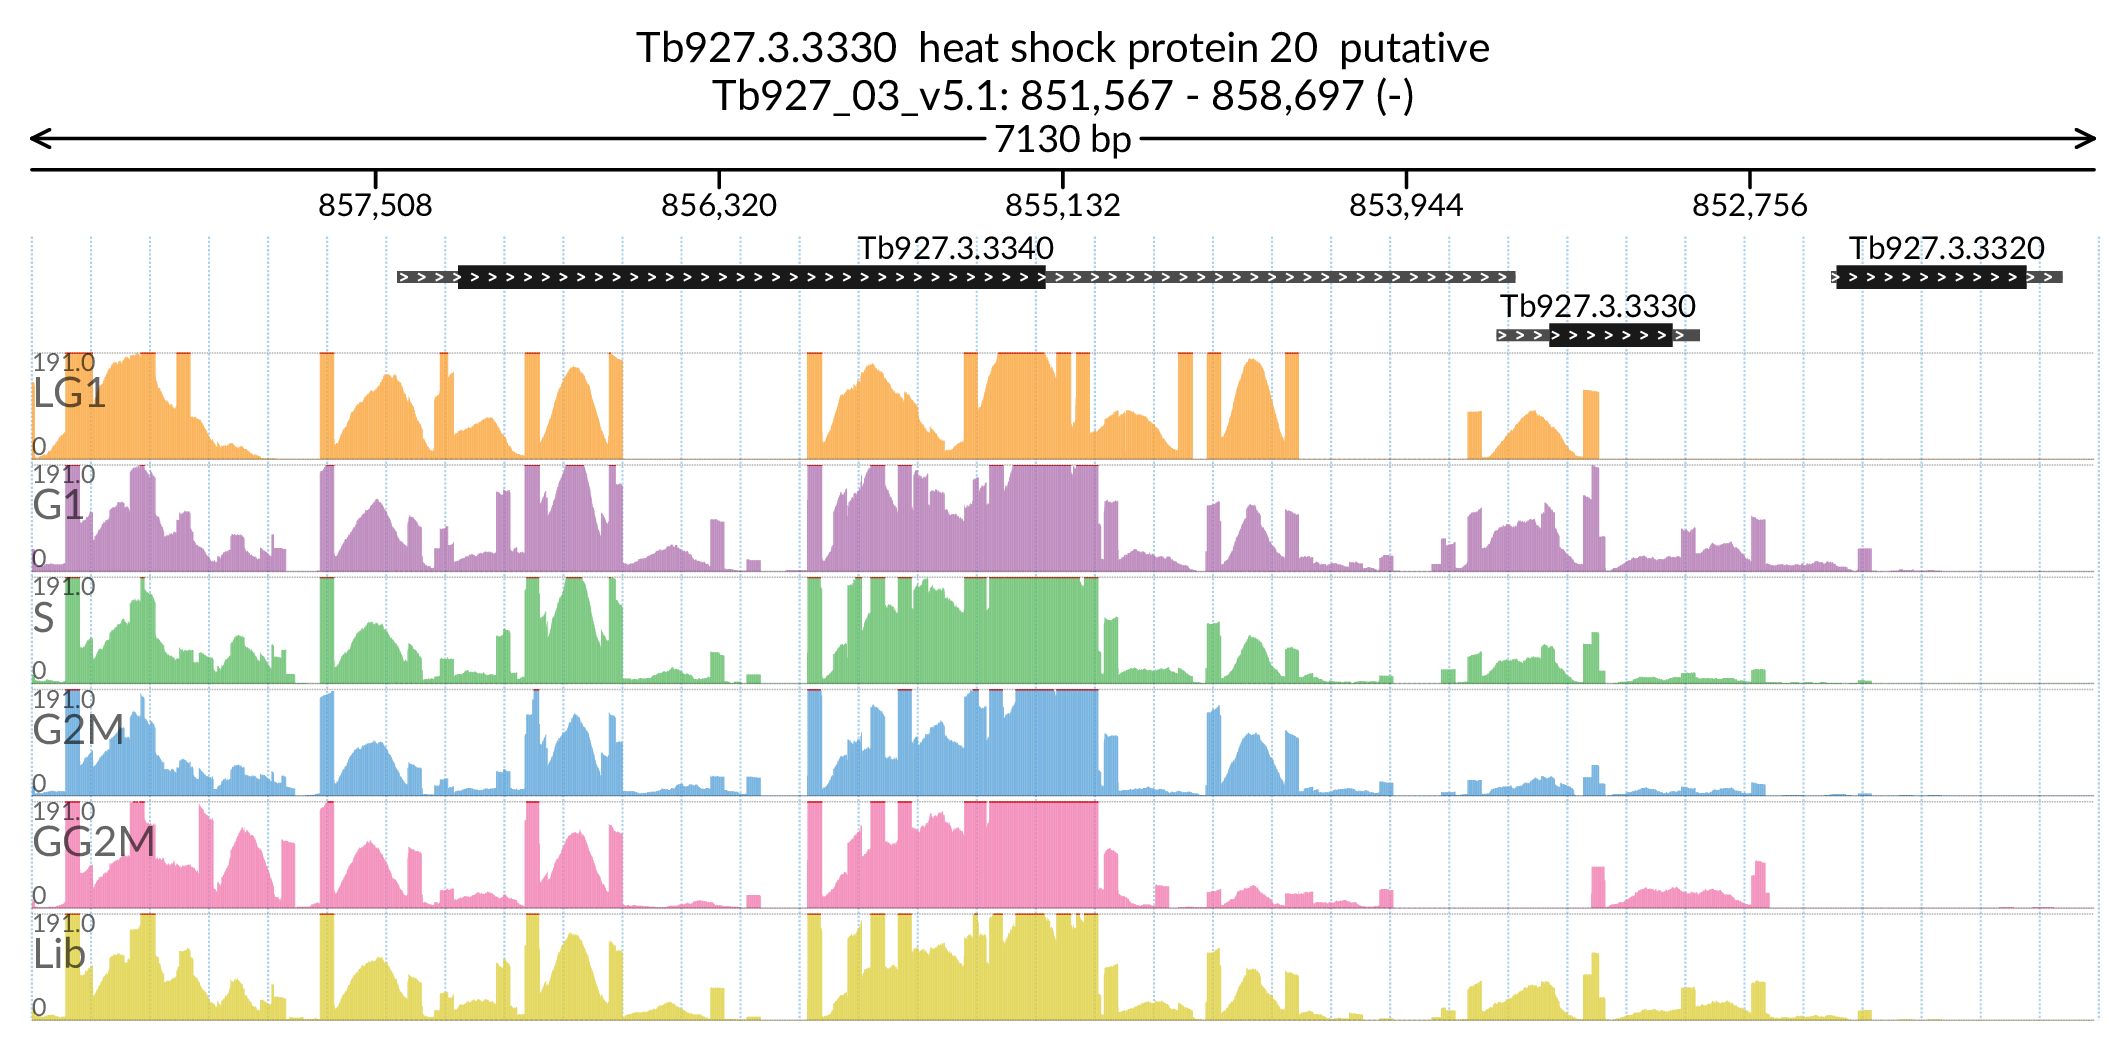 Tb927.3.3330  heat shock protein 20  putative
Tb927_03_v5.1: 851,567 - 858,697 (-)
7130 bp
857,508 856,320 855,132 853,944 852,756
Tb927.3.3340 Tb927.3.3320
Tb927.3.3330
191.0
LG1
0
191.0
G1
0
191.0
S
0
191.0
G2M
0
191.0
GG2M
0
191.0
Lib
0